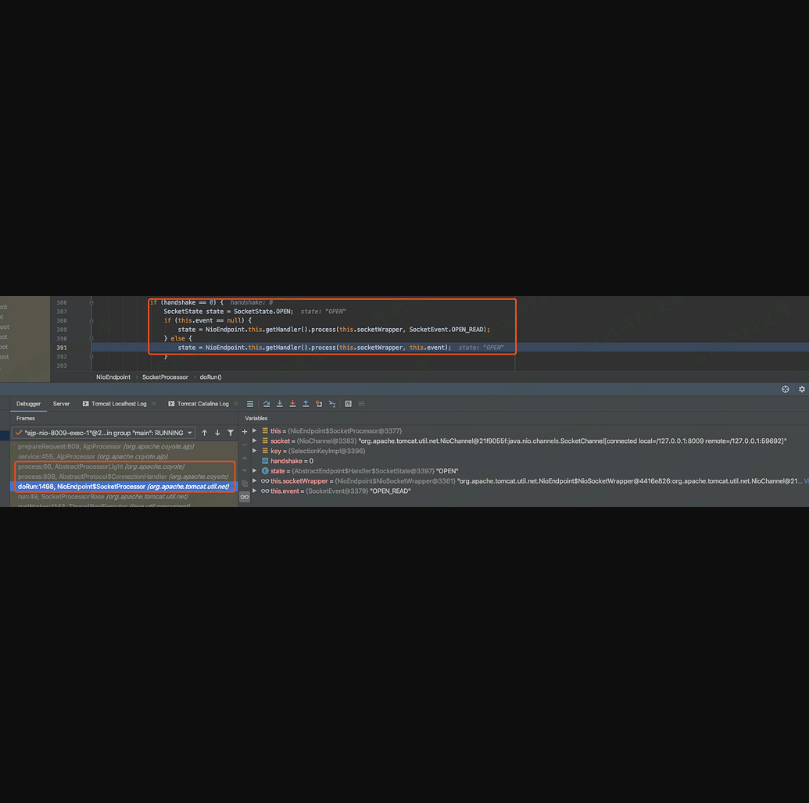 386 if (handshake == 0) { handshake: 0
387 SocketState state = SocketState.OPEN; state: "OPEN"
388 if (this.event == null) {
389 state = NioEndpoint.this.getHandler().process(this.socketWrapper, SocketEvent.OPEN_READ);
390 } else {
391 state = NioEndpoint.this.getHandler().process(this.socketWrapper, this.event); state: "OPEN"
392 }
393
NioEndpoint SocketProcessor doRun()
Debugger Server Tomcat Localhost Log Tomcat Catalina Log
Frames Variables
"ajp-nio-8009-exec-1"@2...in group "main": RUNNING
prepareRequest:609, AjpProcessor (org.apache.coyote.ajp)
service:456, AjpProcessor (org.apache.coyote.ajp)
process:66, AbstractProcessorLight (org.apache.coyote)
process:839, AbstractProtocol$ConnectionHandler (org.apache.coyote)
doRun:1498, NioEndpoint$SocketProcessor (org.apache.tomcat.util.net)
run:49, SocketProcessorBase (org.apache.tomcat.util.net)
this = {NioEndpoint$SocketProcessor@3377}
socket = {NioChannel@3383} "org.apache.tomcat.util.net.NioChannel@21f9055f:java.nio.channels.SocketChannel[connected local=/127.0.0.1:8009 remote=/127.0.0.1:59692]"
key = {SelectionKeyImpl@3396}
handshake = 0
state = {AbstractEndpoint$Handler$SocketState@3397} "OPEN"
this.socketWrapper = {NioEndpoint$NioSocketWrapper@3361} "org.apache.tomcat.util.net.NioEndpoint$NioSocketWrapper@4416e826:org.apache.tomcat.util.net.NioChannel@21...
this.event = {SocketEvent@3379} "OPEN_READ"